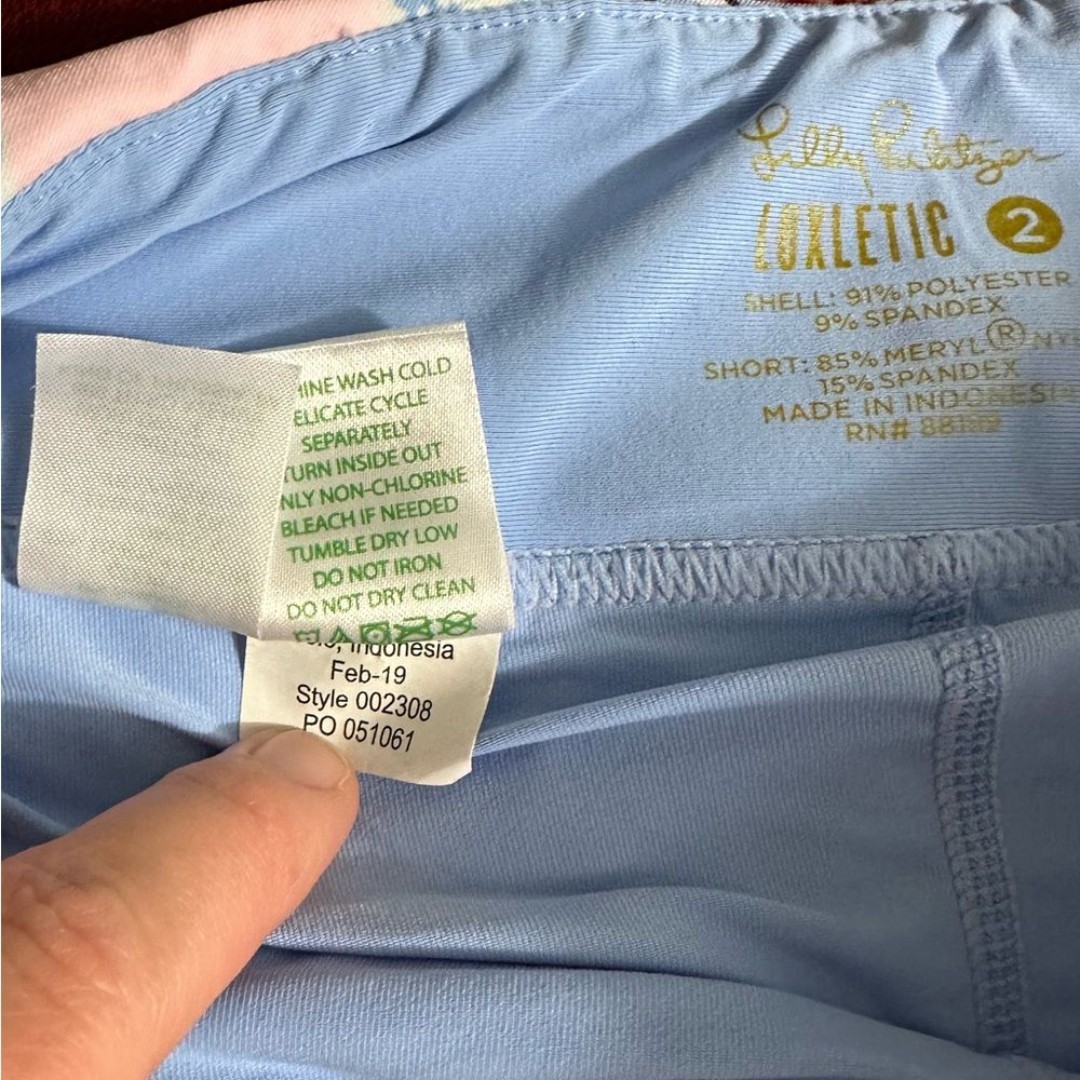 Lilly Pulitzer
LUXLETIC 2
SHELL: 91% POLYESTER
9% SPANDEX
SHORT: 85% MERYL® NY
15% SPANDEX
MADE IN INDONESIA
RN#
HINE WASH COLD
ELICATE CYCLE
SEPARATELY
TURN INSIDE OUT
NLY NON-CHLORINE
BLEACH IF NEEDED
TUMBLE DRY LOW
DO NOT IRON
DO NOT DRY CLEAN
Indonesia
Feb-19
Style 002308
PO 051061